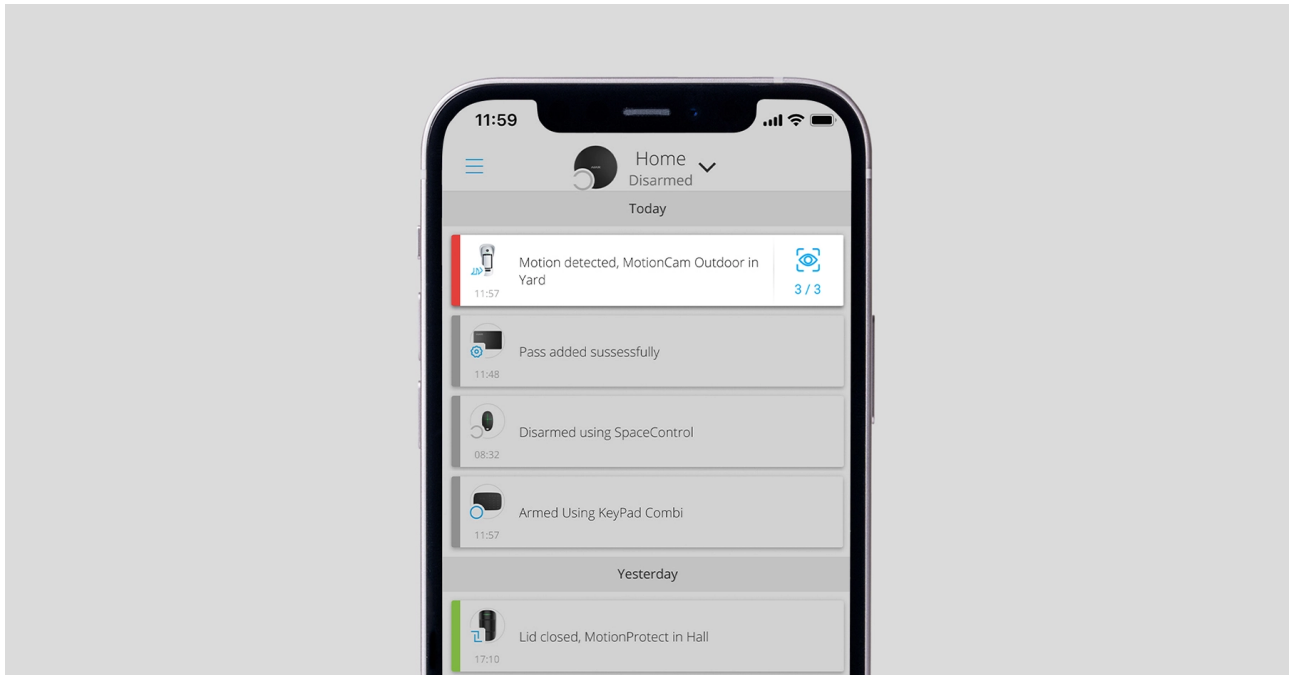 11:59
Home
Disarmed
Today
Motion detected, MotionCam Outdoor in
Yard
11:57
3 / 3
Pass added sussessfully
11:48
Disarmed using SpaceControl
08:32
Armed Using KeyPad Combi
11:57
Yesterday
Lid closed, MotionProtect in Hall
17:10